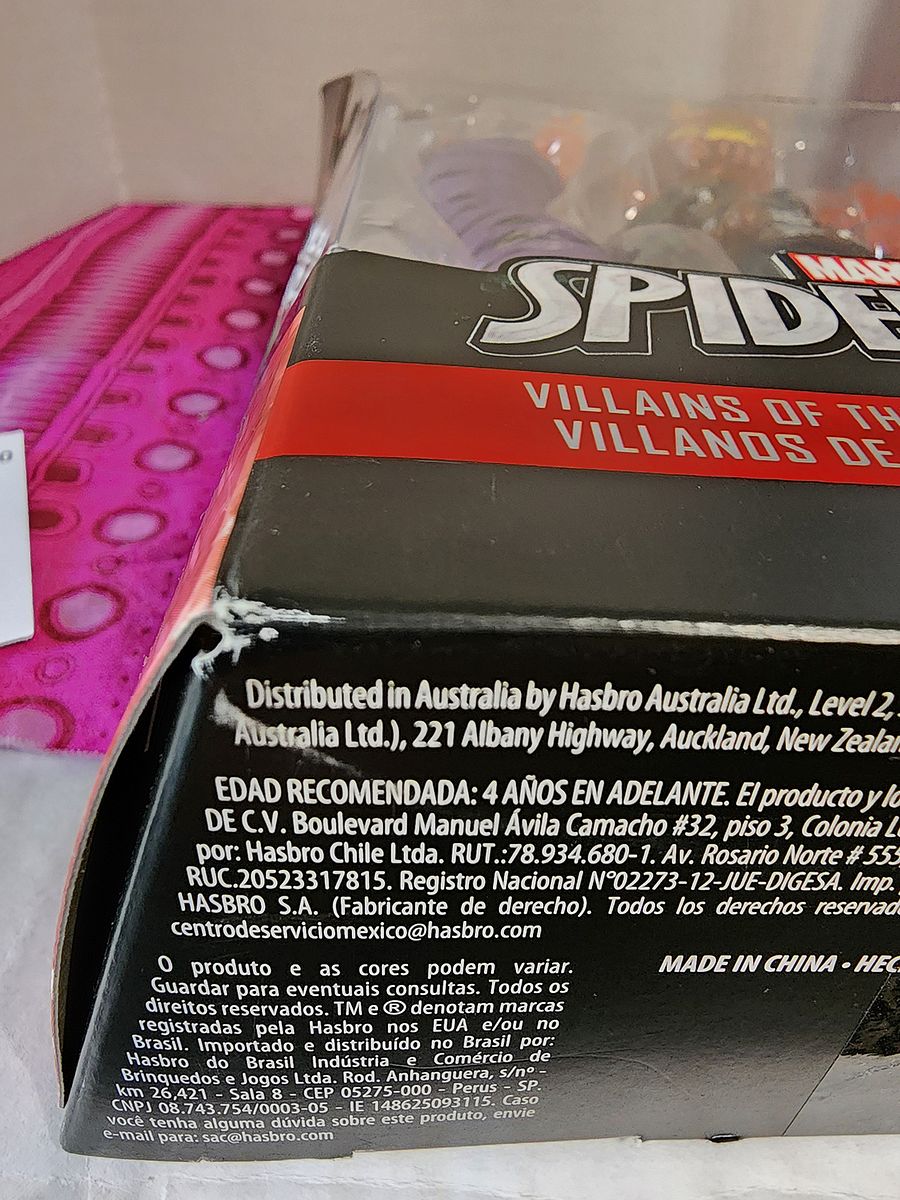 MAR
SPIDE
VILLAINS OF TH
VILLANOS DE
Distributed in Australia by Hasbro Australia Ltd., Level 2,
Australia Ltd.), 221 Albany Highway, Auckland, New Zealan
EDAD RECOMENDADA: 4 AÑOS EN ADELANTE. El producto y lo
DE C.V. Boulevard Manuel Ávila Camacho #32, piso 3, Colonia L
por: Hasbro Chile Ltda. RUT.:78.934.680-1. Av. Rosario Norte # 555
RUC.20523317815. Registro Nacional N°02273-12-JUE-DIGESA. Imp.
HASBRO S.A. (Fabricante de derecho). Todos los derechos reservad
centrodeserviciomexico@hasbro.com
MADE IN CHINA • HEC
O produto e as cores podem variar.
Guardar para eventuais consultas. Todos os
direitos reservados. TM e ® denotam marcas
registradas pela Hasbro nos EUA e/ou no
Brasil. Importado e distribuído no Brasil por:
Hasbro do Brasil Indústria e Comércio de
Brinquedos e Jogos Ltda. Rod. Anhanguera, s/nº -
km 26,421 - Sala 8 - CEP 05275-000 - Perus - SP.
CNPJ 08.743.754/0003-05 - IE 148625093115. Caso
você tenha alguma dúvida sobre este produto, envie
e-mail para: sac@hasbro.com